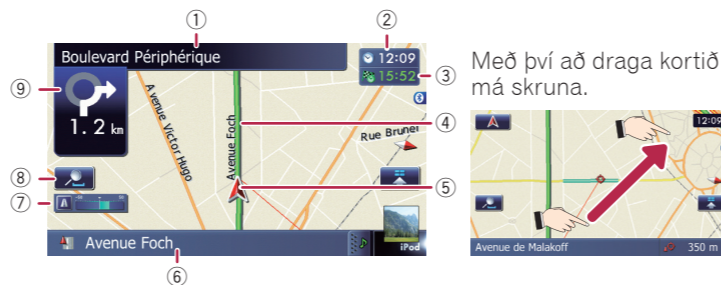 ① ②
Boulevard Périphérique
12:09
15:52 ③
⑨
1. 2 km
Avenue Victor Hugo
Avenue Foch
④
Rue Brunel
⑧
⑤
⑦
Avenue Foch
iPod
⑥
Með því að draga kortið
má skruna.
12:09
Avenue de Malakoff
350 m